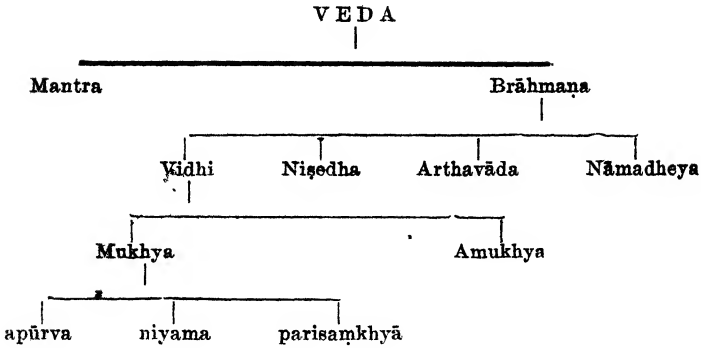 VEDA
Mantra Brāhmaṇa
Vidhi Niṣedha Arthavāda Nāmadheya
Mukhya Amukhya
apūrva niyama parisaṃkhyā